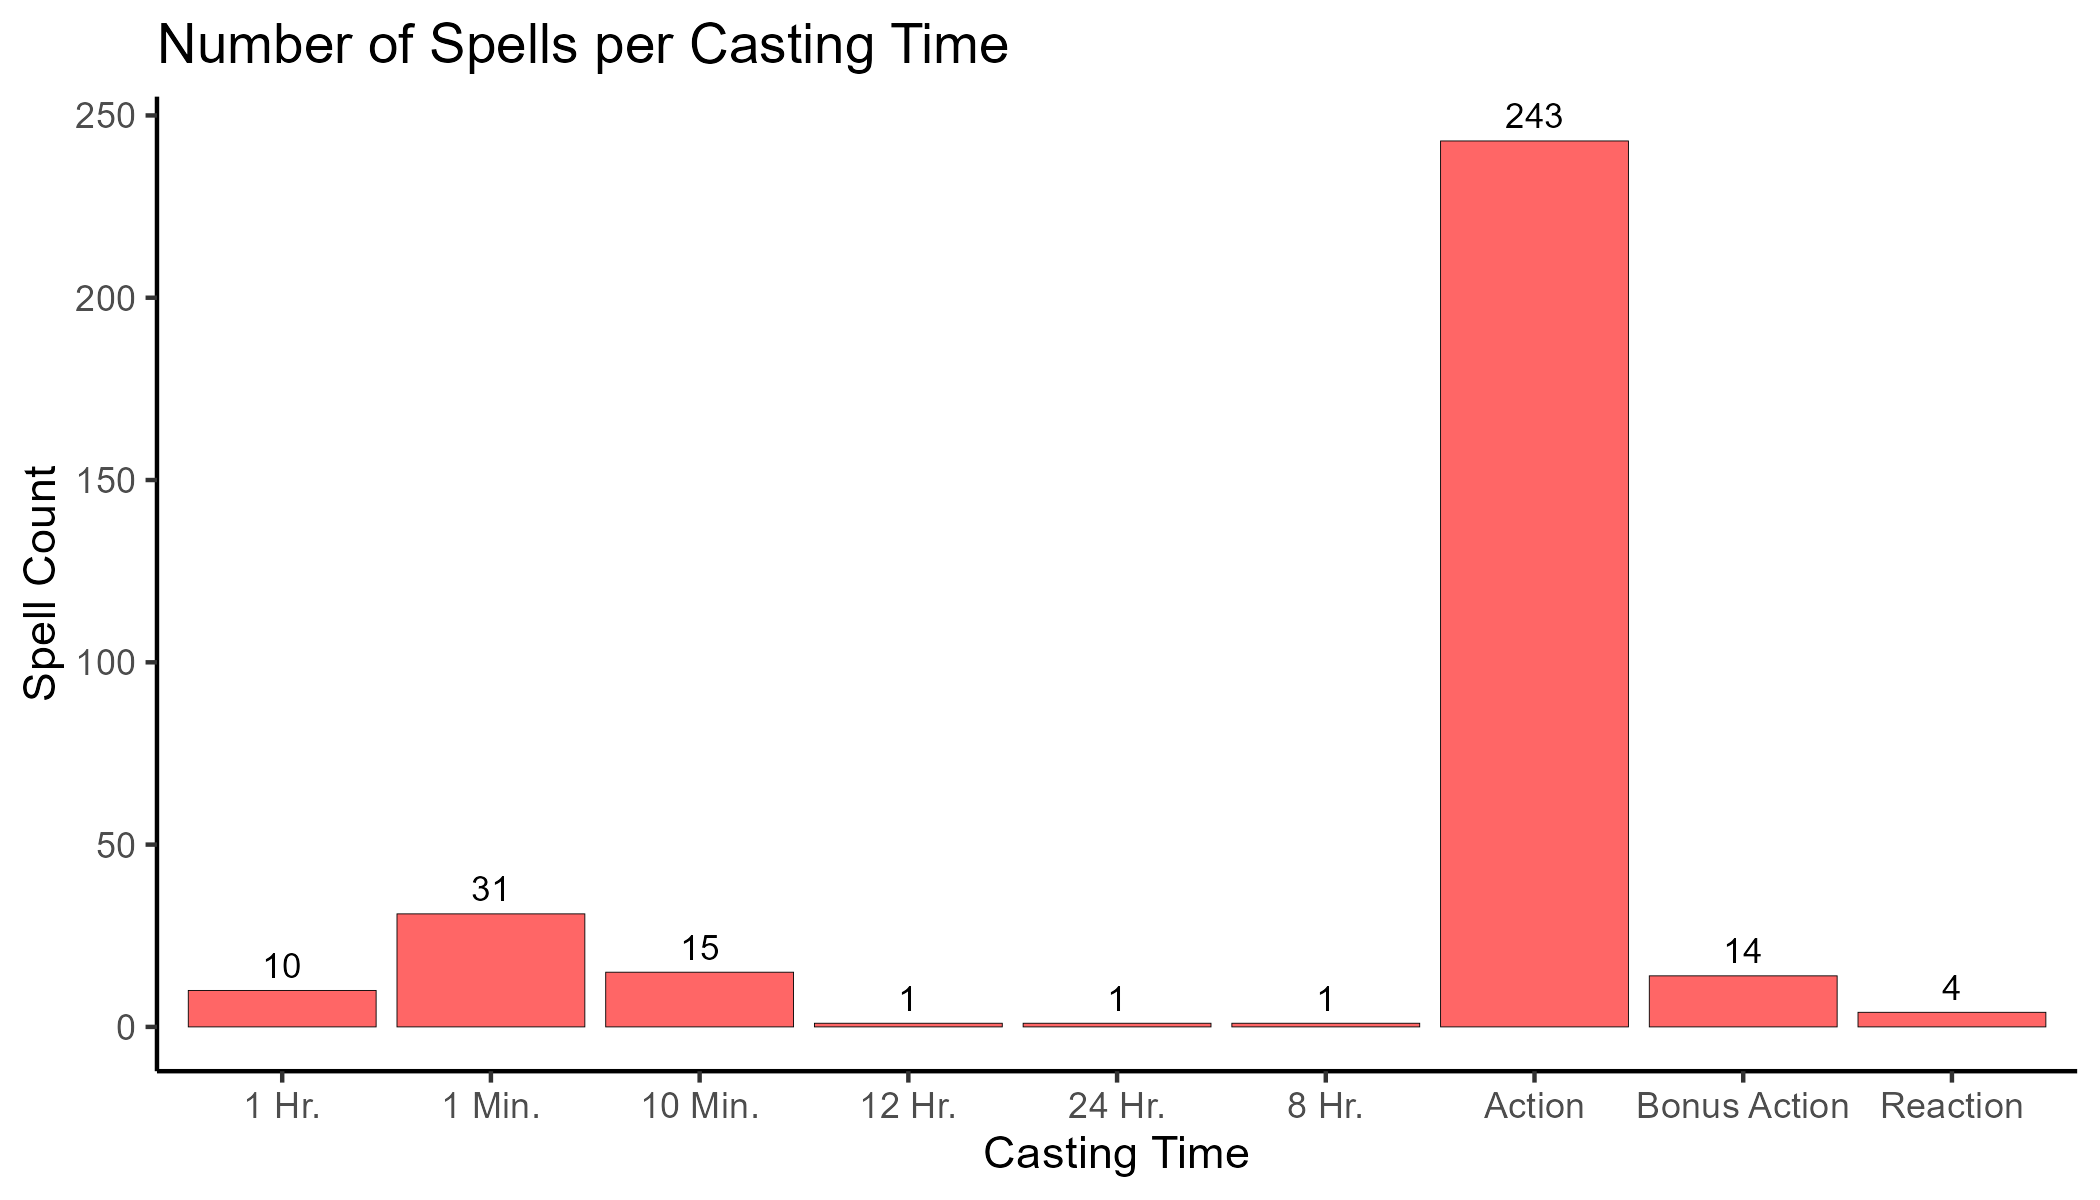 Number of Spells per Casting Time
250
200
150
100
50
0
Spell Count
243
31
10
15
1
1
1
14
4
1 Hr.
1 Min.
10 Min.
12 Hr.
24 Hr.
8 Hr.
Action
Bonus Action
Reaction
Casting Time